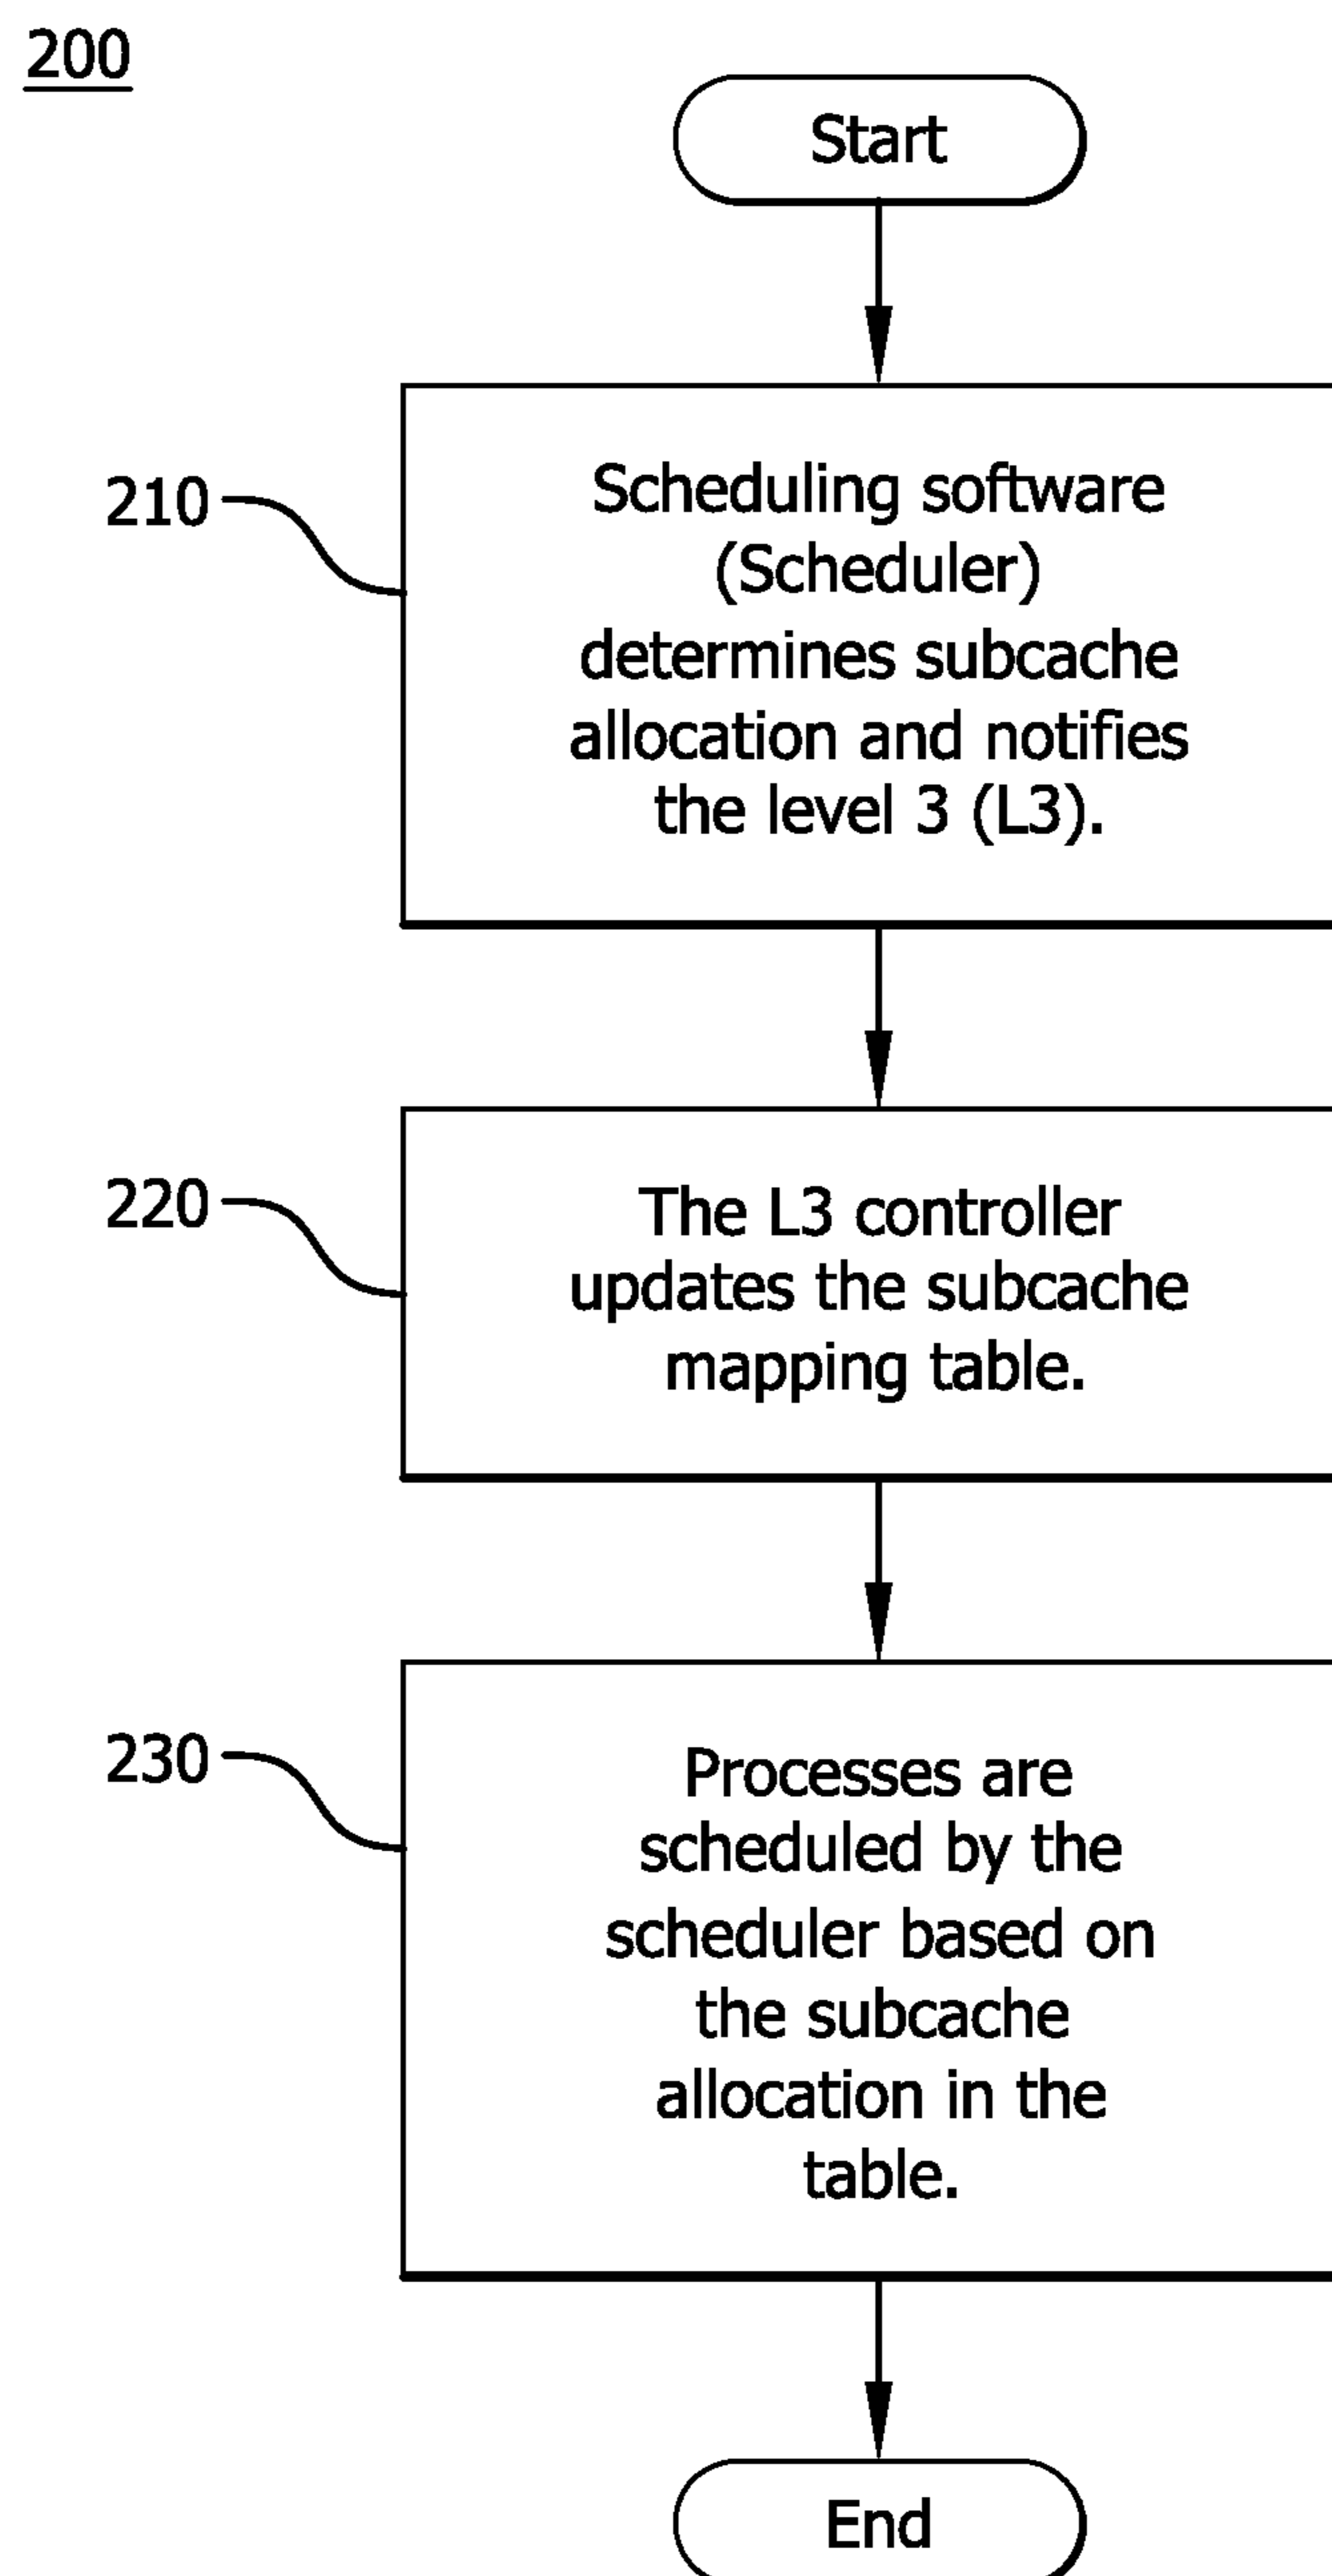 200
Start
210
Scheduling software
(Scheduler)
determines subcache
allocation and notifies
the level 3 (L3).
220
The L3 controller
updates the subcache
mapping table.
230
Processes are
scheduled by the
scheduler based on
the subcache
allocation in the
table.
End